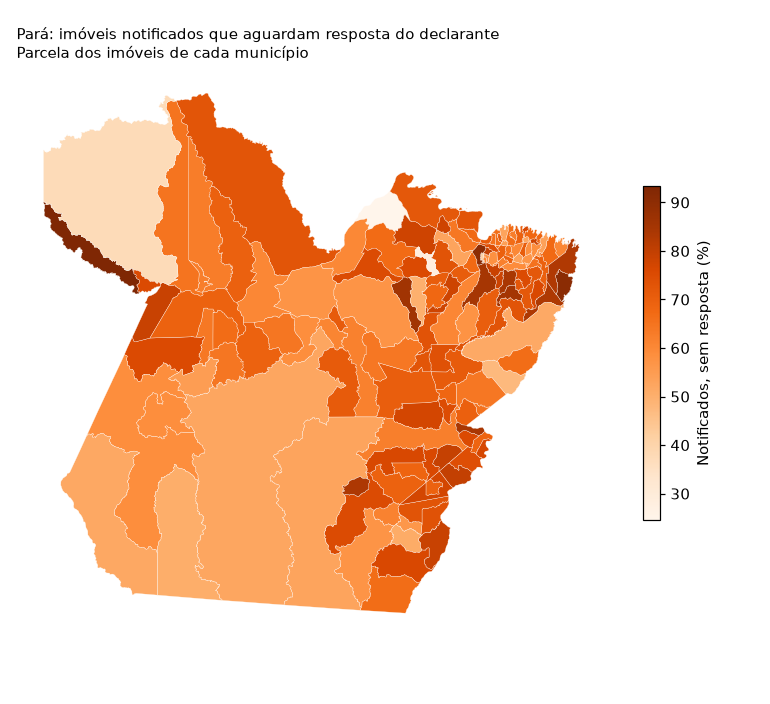 Pará: imóveis notificados que aguardam resposta do declarante
Parcela dos imóveis de cada município
90
80
70
60
50
40
30
Notificados, sem resposta (%)